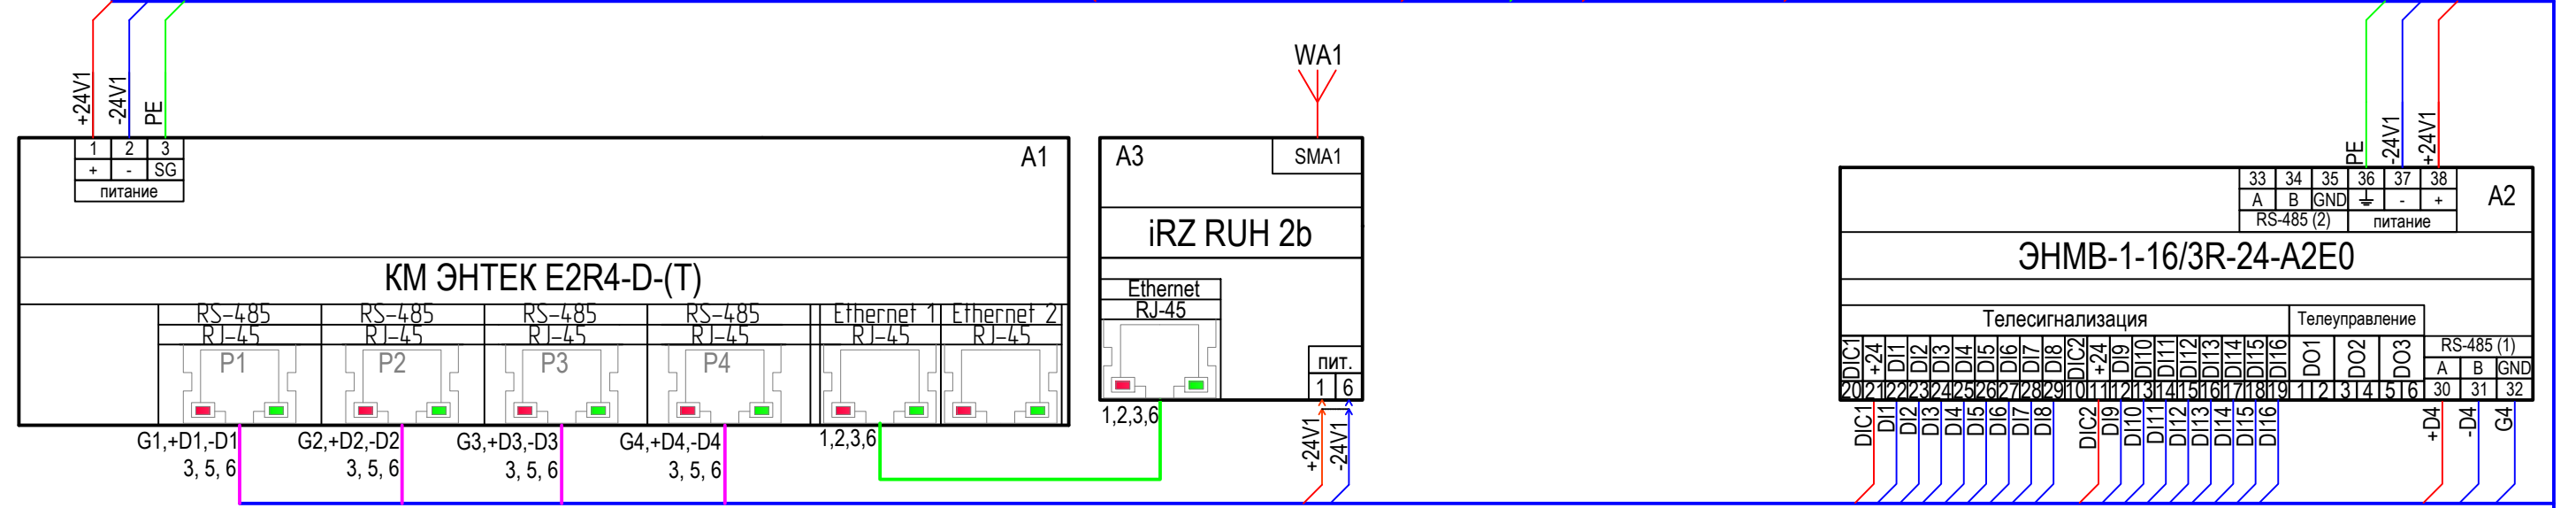 +24V1
-24V1
PE
1 2 3
+ - SG
питание
A1
КМ ЭНТЕК E2R4-D-(T)
RS-485 RS-485 RS-485 RS-485 Ethernet 1 Ethernet 2
RJ-45 RJ-45 RJ-45 RJ-45 RJ-45 RJ-45
P1 P2 P3 P4
G1,+D1,-D1
3, 5, 6
G2,+D2,-D2
3, 5, 6
G3,+D3,-D3
3, 5, 6
G4,+D4,-D4
3, 5, 6
1,2,3,6
WA1
A3
SMA1
iRZ RUH 2b
Ethernet
RJ-45
пит.
1 6
1,2,3,6
+24V1
-24V1
PE
-24V1
+24V1
33 34 35 36 37 38
A B GND - +
RS-485 (2) питание
A2
ЭНМВ-1-16/3R-24-A2E0
Телесигнализация Телеуправление
RS-485 (1)
DIC1 +24 DI1 DI2 DI3 DI4 DI5 DI6 DI7 DI8 DIC2 +24 DI9 DI10 DI11 DI12 DI13 DI14 DI15 DI16 DO1 DO2 DO3
A B GND
20 21 22 23 24 25 26 27 28 29 10 11 12 13 14 15 16 17 18 19 1 2 3 4 5 6 30 31 32
DIC1 DI1 DI2 DI3 DI4 DI5 DI6 DI7 DI8 DIC2 DI9 DI10 DI11 DI12 DI13 DI14 DI15 DI16 +D4 -D4 G4